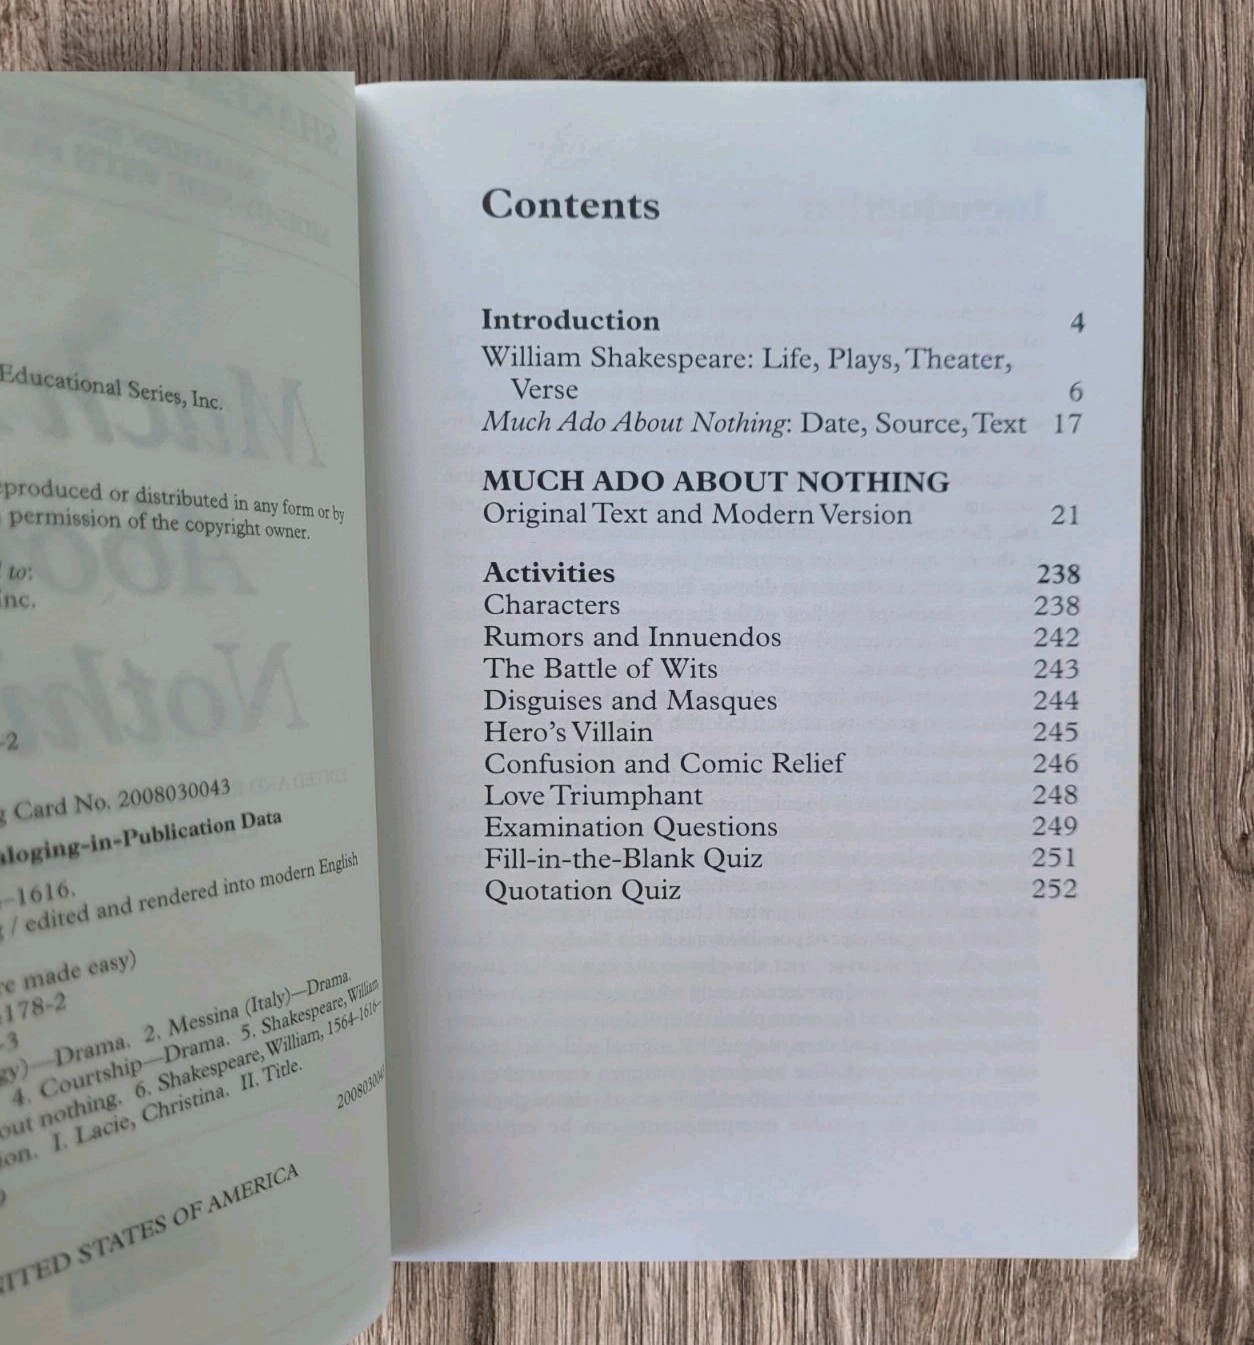 Educational Series, Inc.
produced or distributed in any form or by
permission of the copyright owner.
to:
nc.
-2
Card No. 2008030043
aloging-in-Publication Data
–1616.
/ edited and rendered into modern English
re made easy)
178-2
-3
gy)—Drama. 2. Messina (Italy)—Drama.
4. Courtship—Drama. 5. Shakespeare, William
out nothing. 6. Shakespeare, William, 1564-1616-
ion. I. Lacie, Christina. II. Title.
UNITED STATES OF AMERICA
Contents
Introduction 4
William Shakespeare: Life, Plays, Theater,
Verse 6
Much Ado About Nothing: Date, Source, Text 17
MUCH ADO ABOUT NOTHING
Original Text and Modern Version 21
Activities 238
Characters 238
Rumors and Innuendos 242
The Battle of Wits 243
Disguises and Masques 244
Hero's Villain 245
Confusion and Comic Relief 246
Love Triumphant 248
Examination Questions 249
Fill-in-the-Blank Quiz 251
Quotation Quiz 252